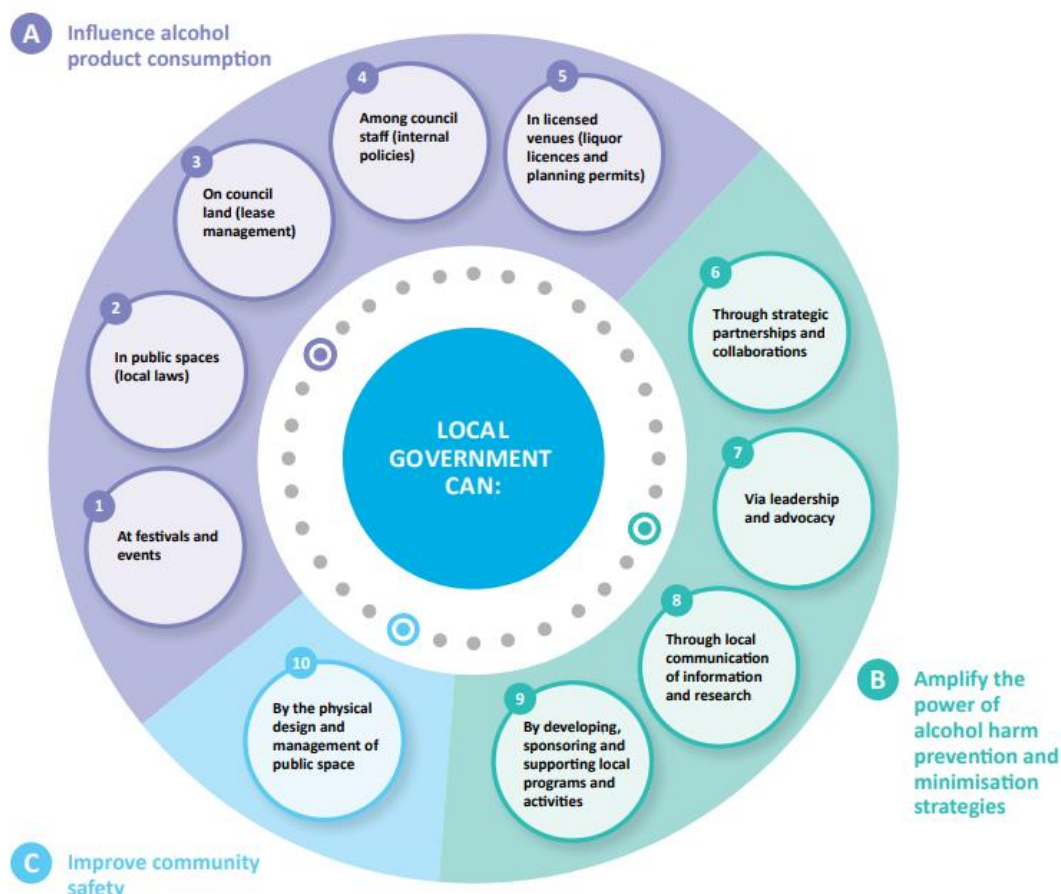 A
Influence alcohol
product consumption
1
At festivals and
events
2
In public spaces
(local laws)
3
On council
land (lease
management)
4
Among council
staff (internal
policies)
5
In licensed
venues (liquor
licences and
planning permits)
LOCAL
GOVERNMENT
CAN:
6
Through strategic
partnerships and
collaborations
7
Via leadership
and advocacy
8
Through local
communication
of information
and research
9
By developing,
sponsoring and
supporting local
programs and
activities
B
Amplify the
power of
alcohol harm
prevention and
minimisation
strategies
10
By the physical
design and
management of
public space
C
Improve community
safety